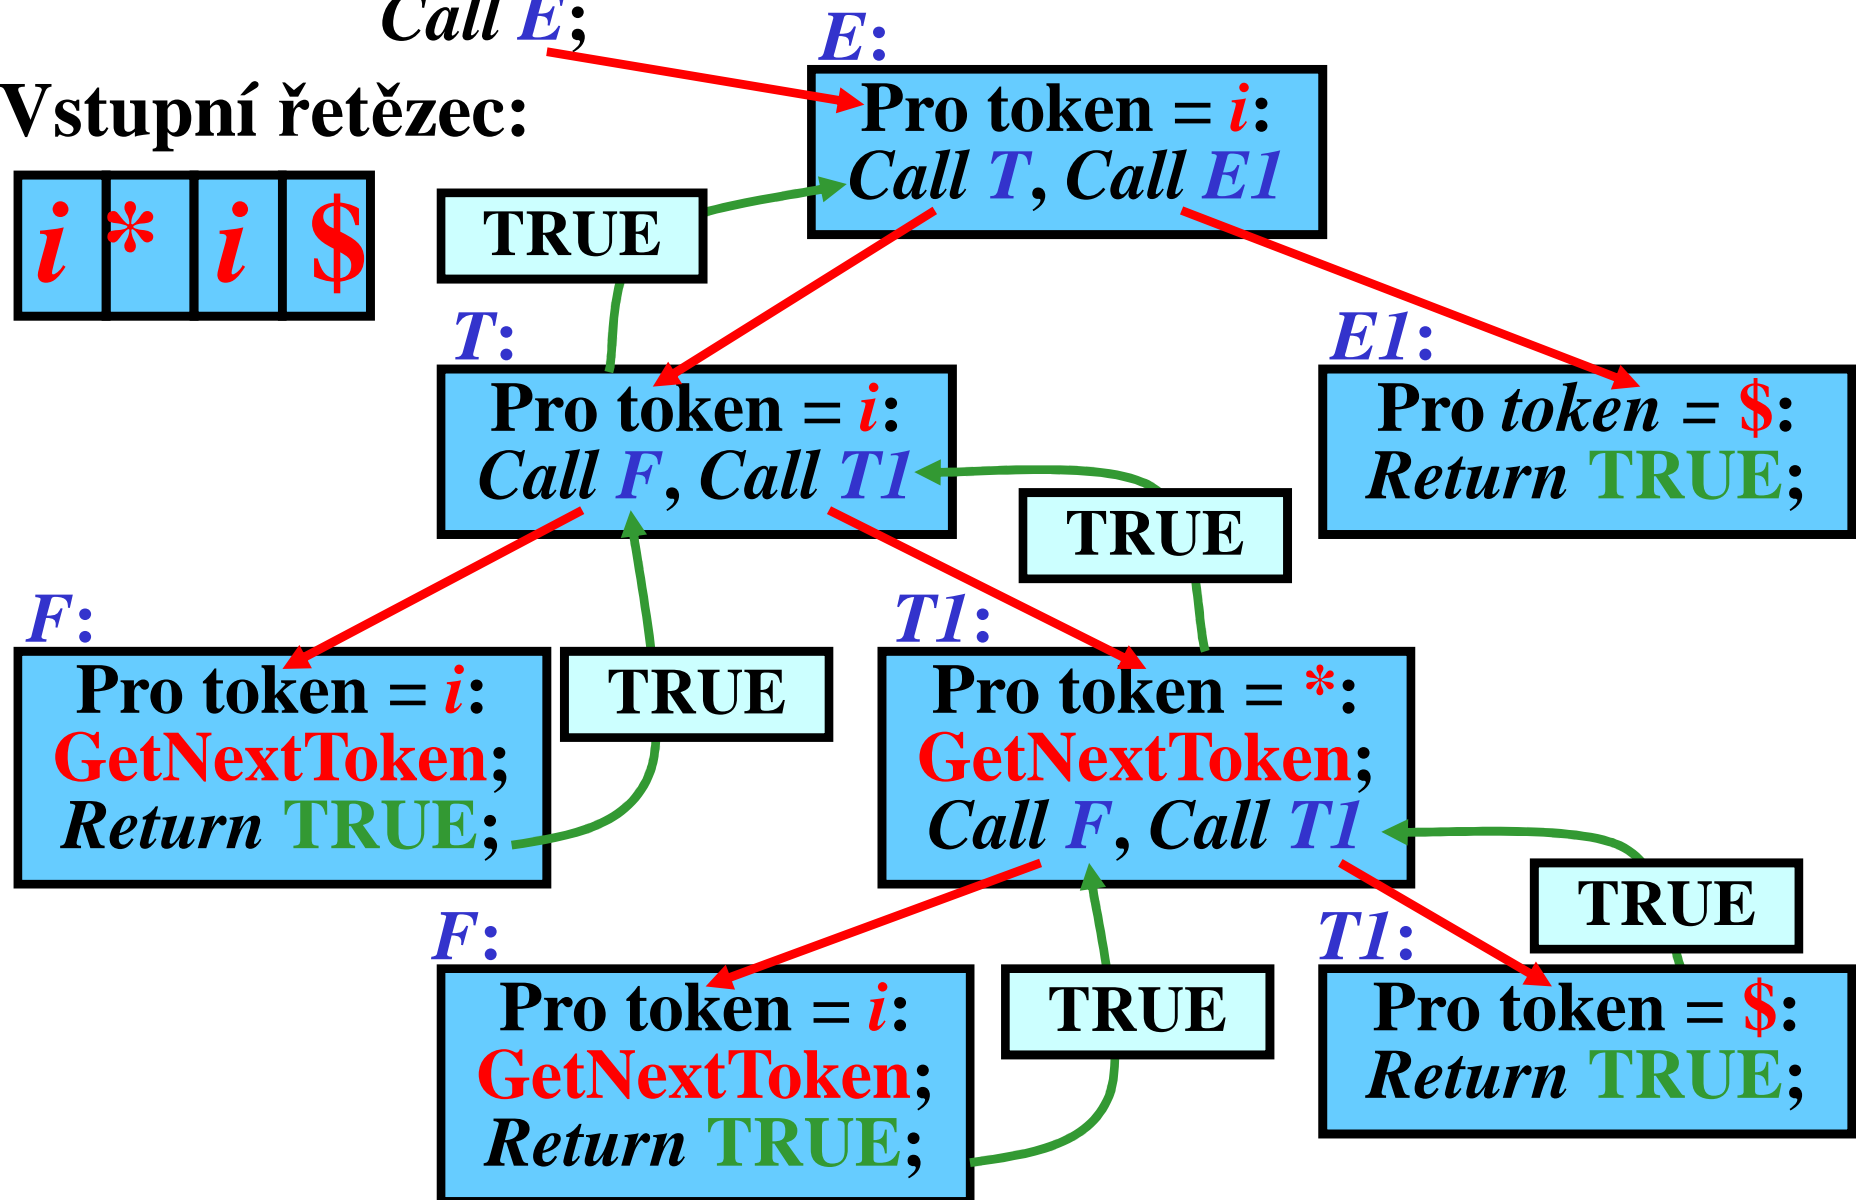 Call E;
E:
Vstupní řetězec:
Pro token = i:
Call T, Call E1
i * i $
TRUE
T:
E1:
Pro token = i:
Call F, Call T1
Pro token = $:
Return TRUE;
TRUE
F:
T1:
Pro token = i:
GetNextToken;
Return TRUE;
TRUE
Pro token = *:
GetNextToken;
Call F, Call T1
TRUE
F:
T1:
Pro token = i:
GetNextToken;
Return TRUE;
TRUE
Pro token = $:
Return TRUE;